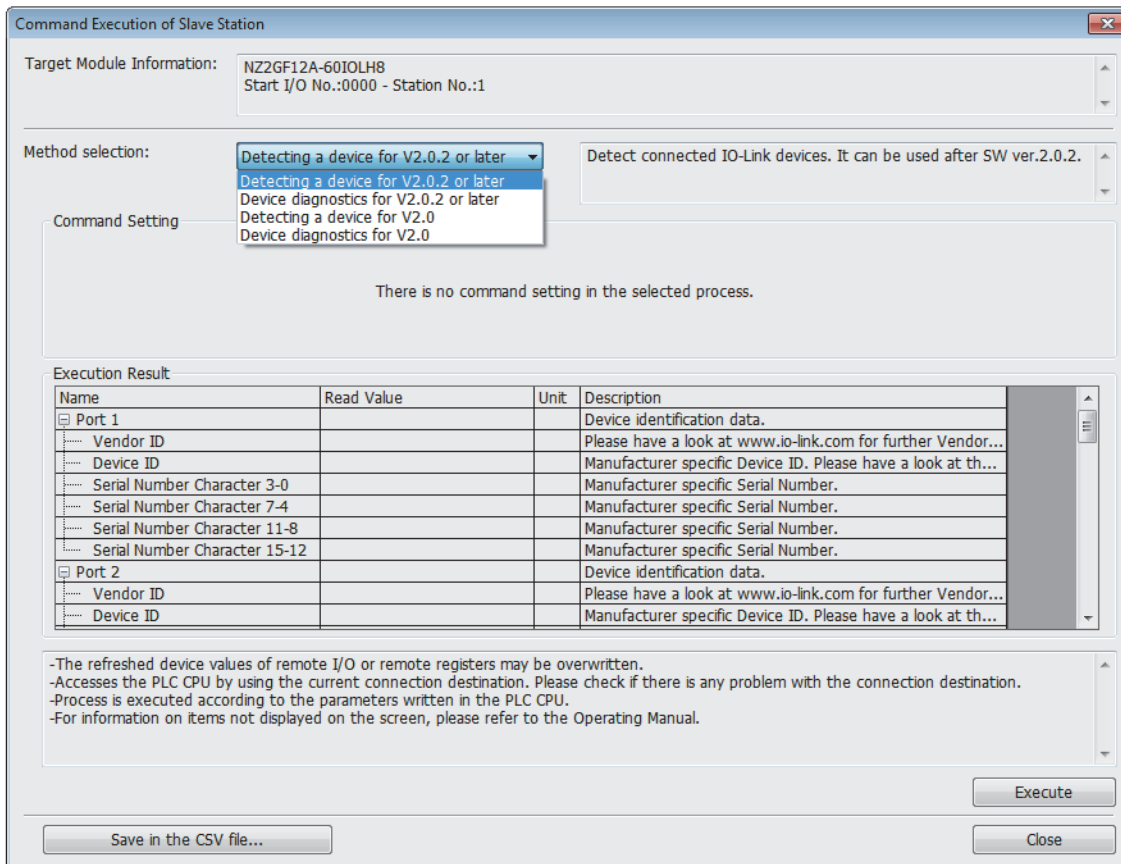 Command Execution of Slave Station
Target Module Information:
NZ2GF12A-60IOLH8
Start I/O No.:0000 - Station No.:1
Method selection:
Detecting a device for V2.0.2 or later
Detect connected IO-Link devices. It can be used after SW ver.2.0.2.
Detecting a device for V2.0.2 or later
Device diagnostics for V2.0.2 or later
Detecting a device for V2.0
Device diagnostics for V2.0
Command Setting
There is no command setting in the selected process.
Execution Result
Name Read Value Unit Description
Port 1 Device identification data.
Vendor ID Please have a look at www.io-link.com for further Vendor...
Device ID Manufacturer specific Device ID. Please have a look at th...
Serial Number Character 3-0 Manufacturer specific Serial Number.
Serial Number Character 7-4 Manufacturer specific Serial Number.
Serial Number Character 11-8 Manufacturer specific Serial Number.
Serial Number Character 15-12 Manufacturer specific Serial Number.
Port 2 Device identification data.
Vendor ID Please have a look at www.io-link.com for further Vendor...
Device ID Manufacturer specific Device ID. Please have a look at th...
-The refreshed device values of remote I/O or remote registers may be overwritten.
-Accesses the PLC CPU by using the current connection destination. Please check if there is any problem with the connection destination.
-Process is executed according to the parameters written in the PLC CPU.
-For information on items not displayed on the screen, please refer to the Operating Manual.
Execute
Save in the CSV file...
Close